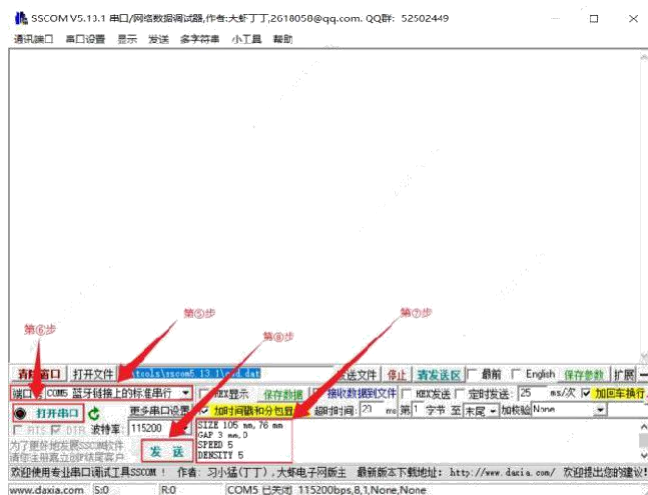 SSCOM V5.13.1 串口/网络数据调试器,作者:大虾丁丁,2618058@qq.com. QQ群: 52502449
通讯端口 串口设置 显示 发送 多字符串 小工具 帮助
第⑤步
第⑦步
第⑥步
第⑧步
清除窗口 打开文件 发送文件 停止 清发送区 最前 English 保存参数 扩展 —
端口号 COM5 蓝牙链接上的标准串行 HEX显示 保存数据 接收数据到文件 HEX发送 定时发送: 25 ms/次 加回车换行
打开串口 更多串口设置 加时间戳和分包显 超时时间: 20 ms 第 1 字节 至 末尾 加校验 None
RTS DTR 波特率: 115200
SIZE 105 mm,76 mm
GAP 3 mm,0
SPEED 5
DENSITY 5
为了更好地发展SSCOM软件
请您注册嘉立创P结尾客户
发 送
欢迎使用专业串口调试工具SSCOM ! 作者: 习小猛(丁丁),大虾电子网版主 最新版本下载地址: http://www.daxia.com/ 欢迎提出您的建议!
www.daxia.com S:0 R:0 COM5 已关闭 115200bps,8,1,None,None